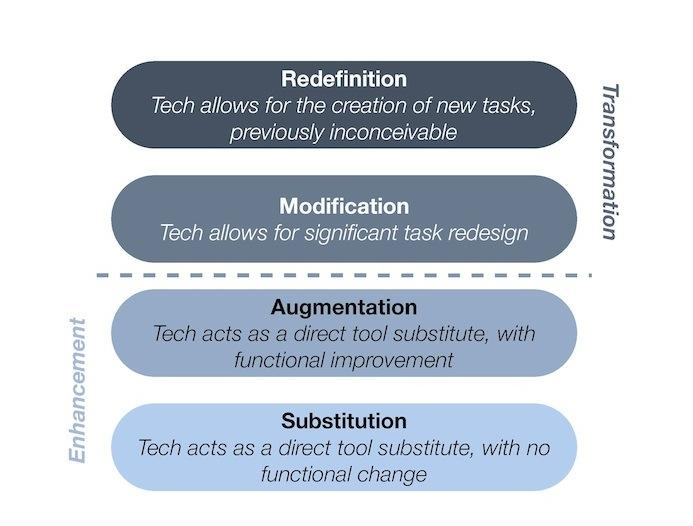 Redefinition
Tech allows for the creation of new tasks,
previously inconceivable
Modification
Tech allows for significant task redesign
Transformation
Augmentation
Tech acts as a direct tool substitute, with
functional improvement
Substitution
Tech acts as a direct tool substitute, with no
functional change
Enhancement